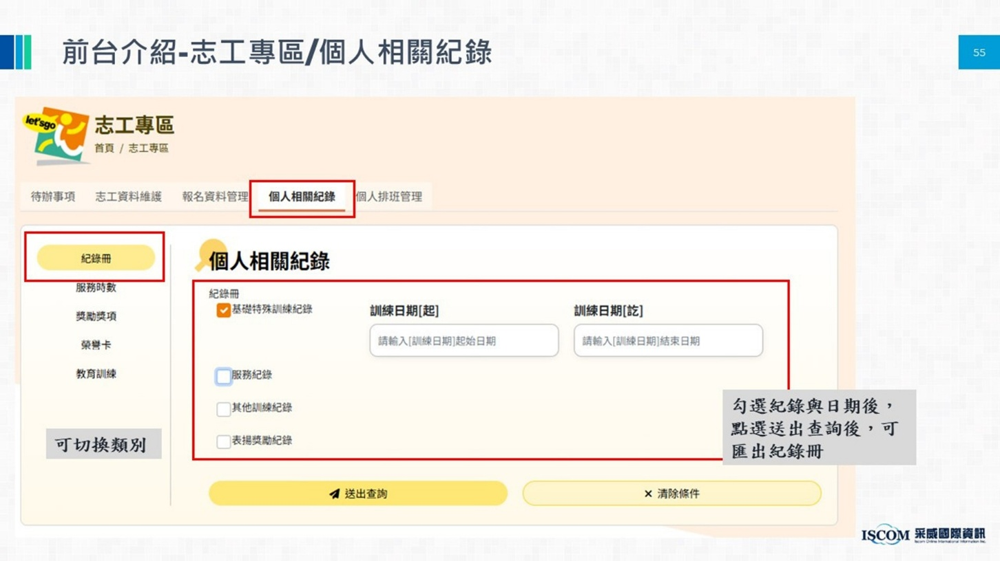 前台介紹-志工專區/個人相關紀錄
55
let'sgo
志工專區
首頁 / 志工專區
待辦事項 志工資料維護 報名資料管理 個人相關紀錄 個人排班管理
紀錄冊
服務時數
獎勵獎項
榮譽卡
教育訓練
可切換類別
個人相關紀錄
紀錄冊
基礎特殊訓練紀錄
訓練日期[起] 訓練日期[訖]
請輸入[訓練日期]起始日期 請輸入[訓練日期]結束日期
服務紀錄
其他訓練紀錄
表揚獎勵紀錄
勾選紀錄與日期後，
點選送出查詢後，可
匯出紀錄冊
送出查詢 清除條件
ISCOM 采威國際資訊
Iscom Online International Information Inc.